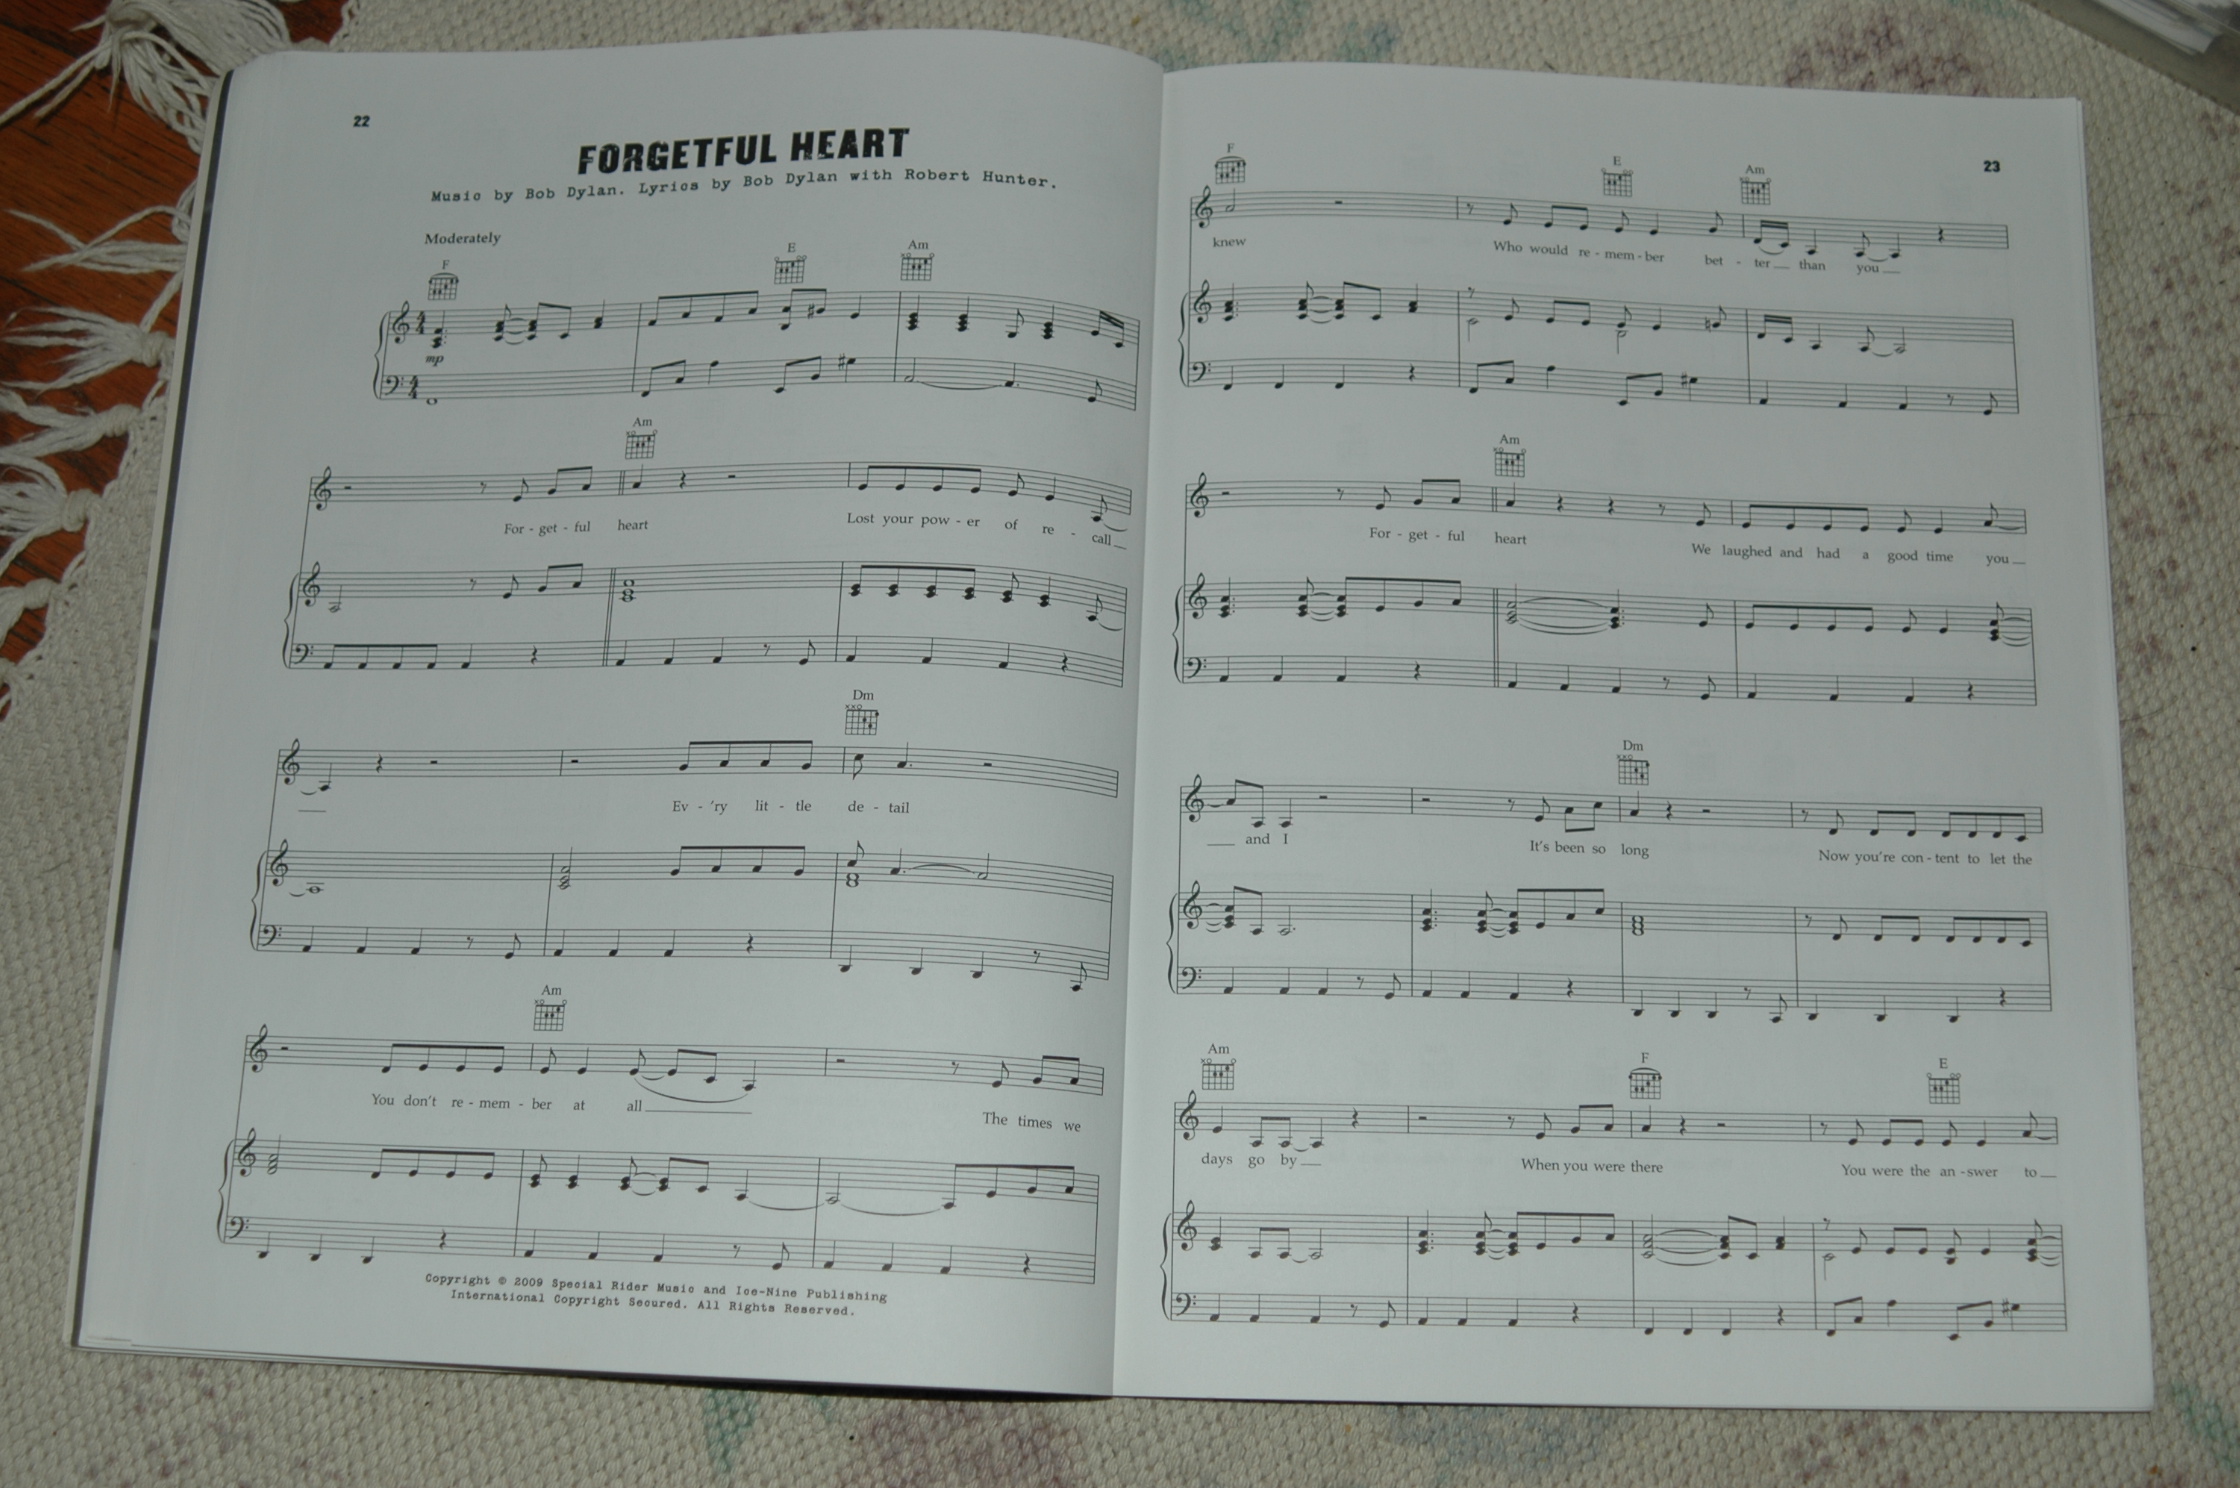 22
FORGETFUL HEART
Music by Bob Dylan. Lyrics by Bob Dylan with Robert Hunter.
Moderately
F E Am
mp
Am
For - get - ful heart Lost your pow - er of re - call
Dm
Ev - 'ry lit - tle de - tail
Am
You don't re - mem - ber at all The times we
Copyright © 2009 Special Rider Music and Ice-Nine Publishing
International Copyright Secured. All Rights Reserved.
23
F E Am
knew Who would re - mem - ber bet - ter than you
Am
For - get - ful heart We laughed and had a good time you
Dm
and I It's been so long Now you're con - tent to let the
Am F E
days go by When you were there You were the an - swer to